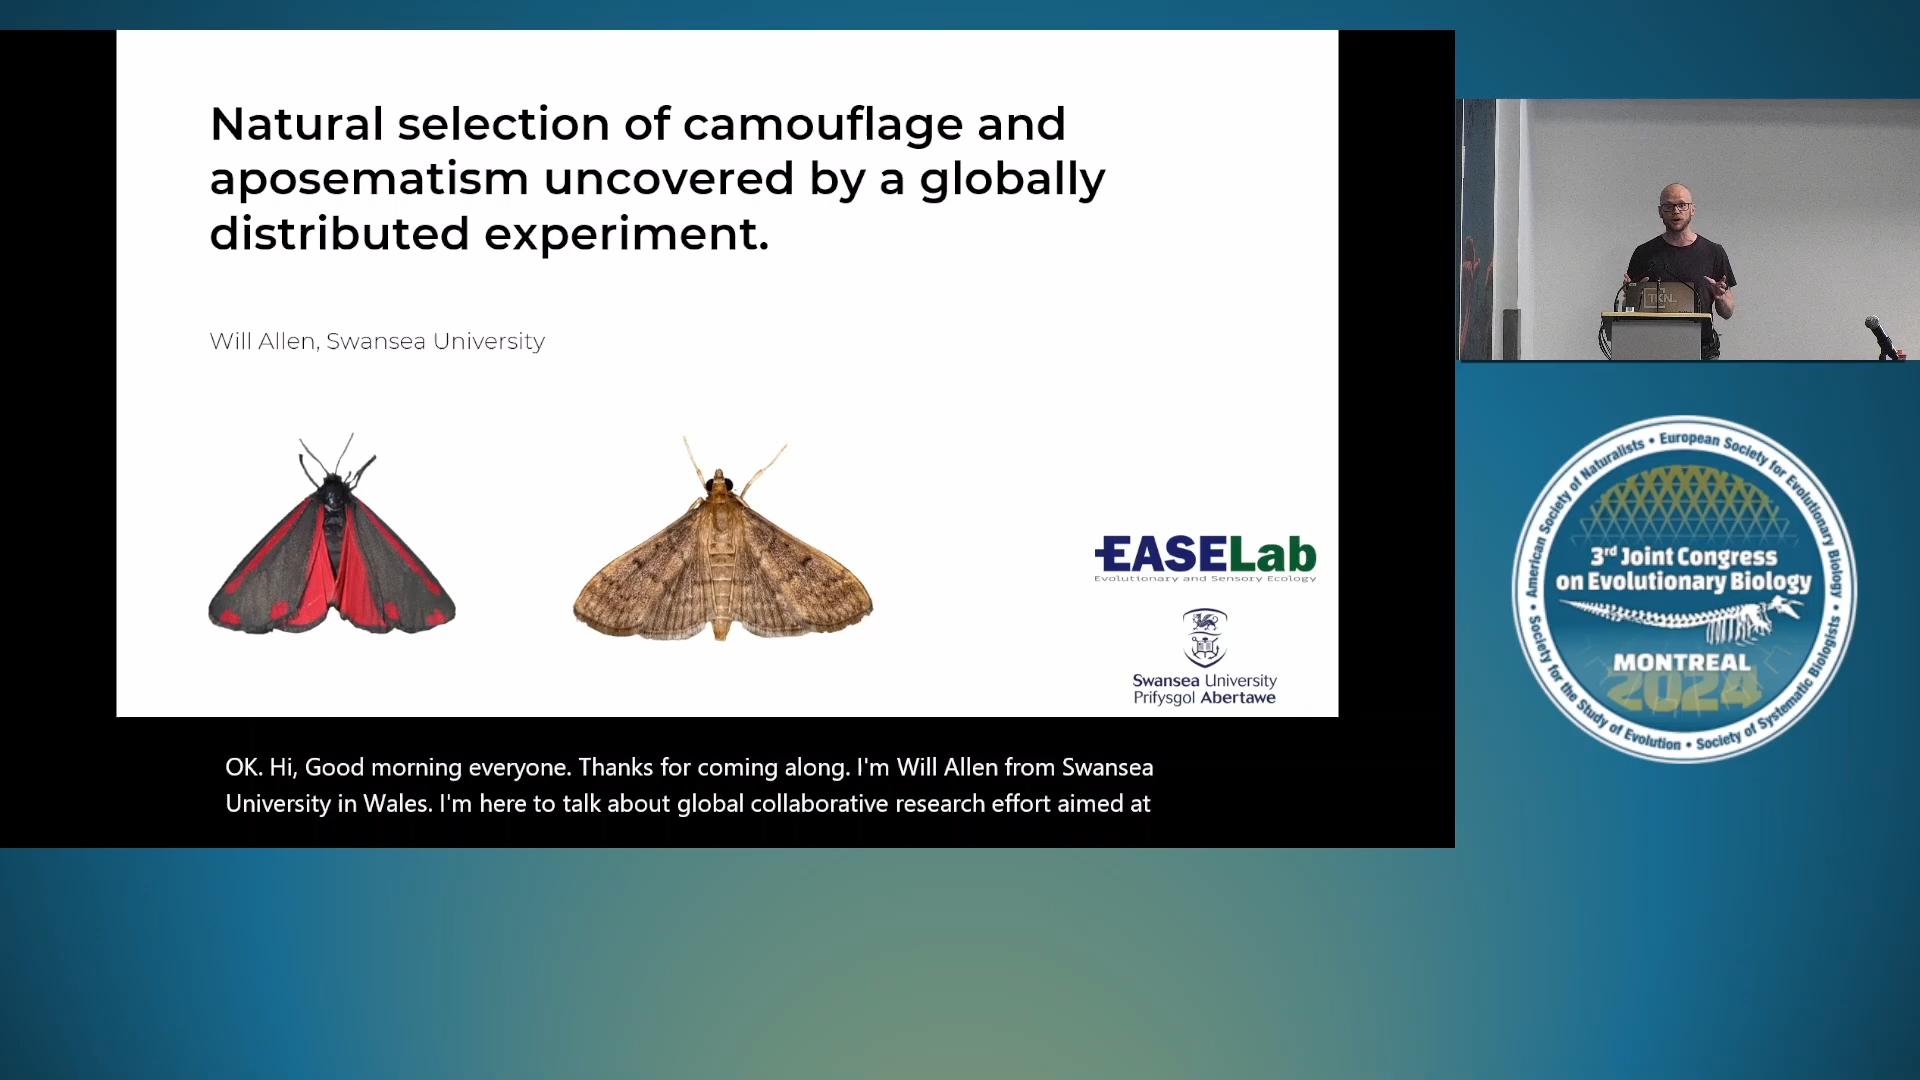 Natural selection of camouflage and
aposematism uncovered by a globally
distributed experiment.
Will Allen, Swansea University
EASELab
Evolutionary and Sensory Ecology
Swansea University
Prifysgol Abertawe
OK. Hi, Good morning everyone. Thanks for coming along. I'm Will Allen from Swansea
University in Wales. I'm here to talk about global collaborative research effort aimed at
TKNL
American Society of Naturalists • European Society for Evolutionary Biology •
Society for the Study of Evolution • Society of Systematic Biologists •
3rd Joint Congress
on Evolutionary Biology
MONTREAL
2024